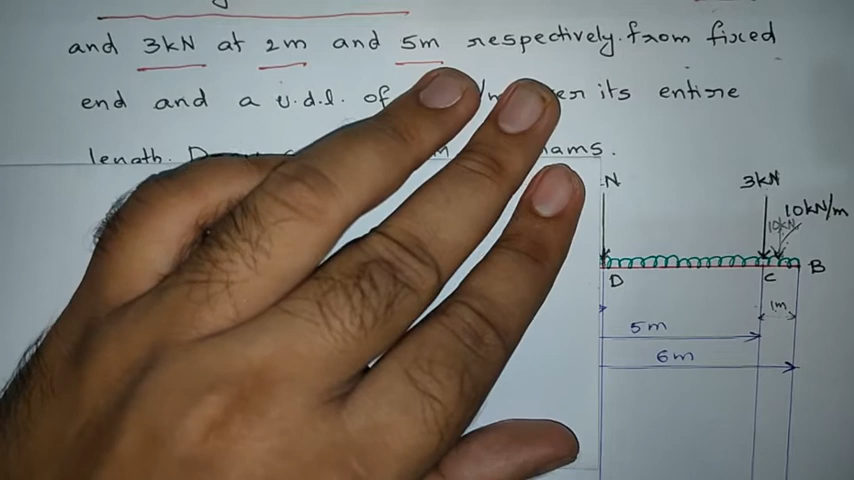 and 3kN at 2m and 5m respectively. from fixed
end and a u.d.l. of its entire
length.
3kN
10kN/m
10kN
D
C
B
1m
5m
6m